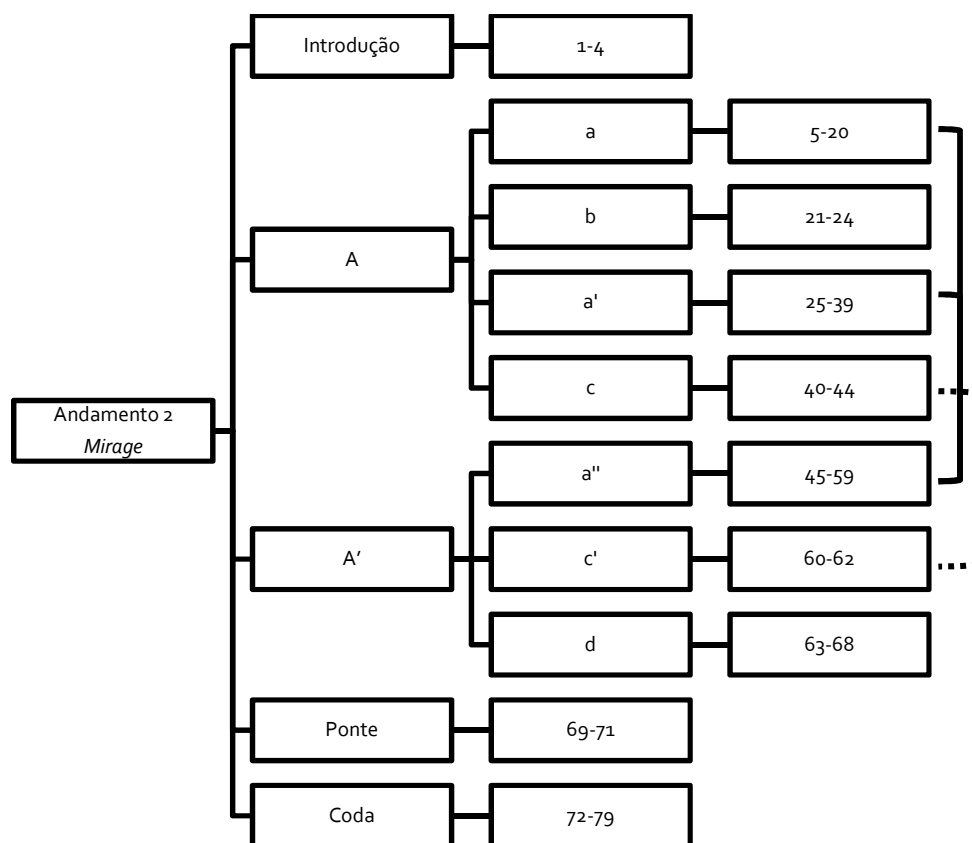 Introdução
1-4
A
a
5-20
b
21-24
a'
25-39
c
40-44
Andamento 2
Mirage
A’
a''
45-59
c'
60-62
d
63-68
Ponte
69-71
Coda
72-79